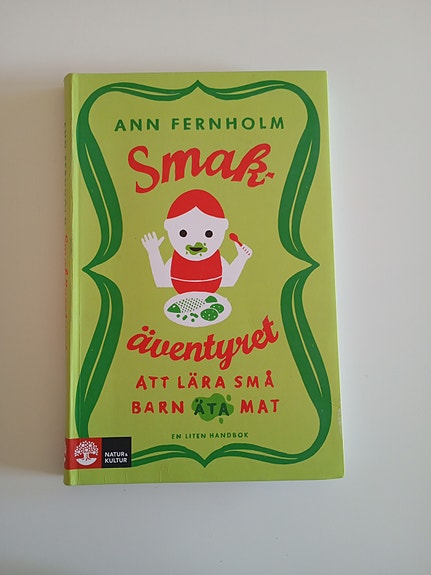 ANN FERNHOLM
Smak-
äventyret
ATT LÄRA SMÅ
BARN ÄTA MAT
EN LITEN HANDBOK
NATUR &
KULTUR